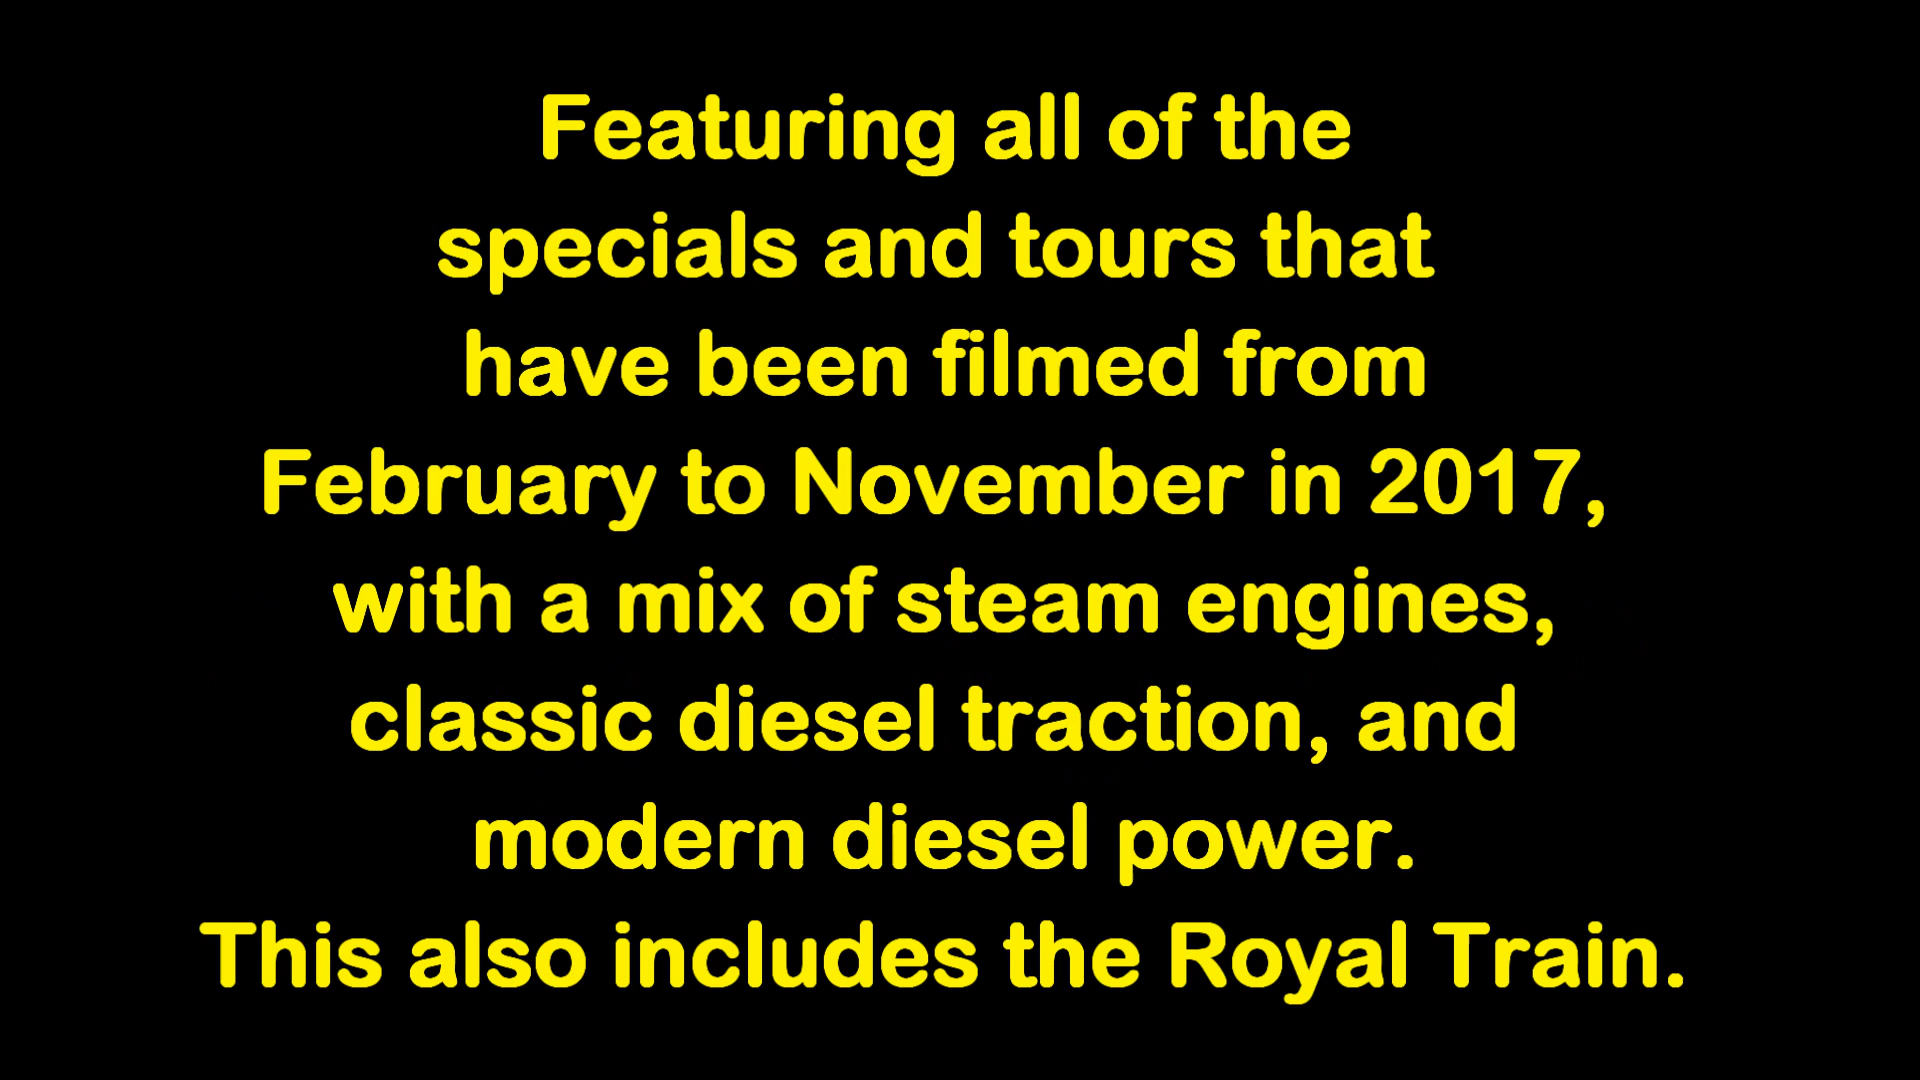 Featuring all of the
specials and tours that
have been filmed from
February to November in 2017,
with a mix of steam engines,
classic diesel traction, and
modern diesel power.
This also includes the Royal Train.